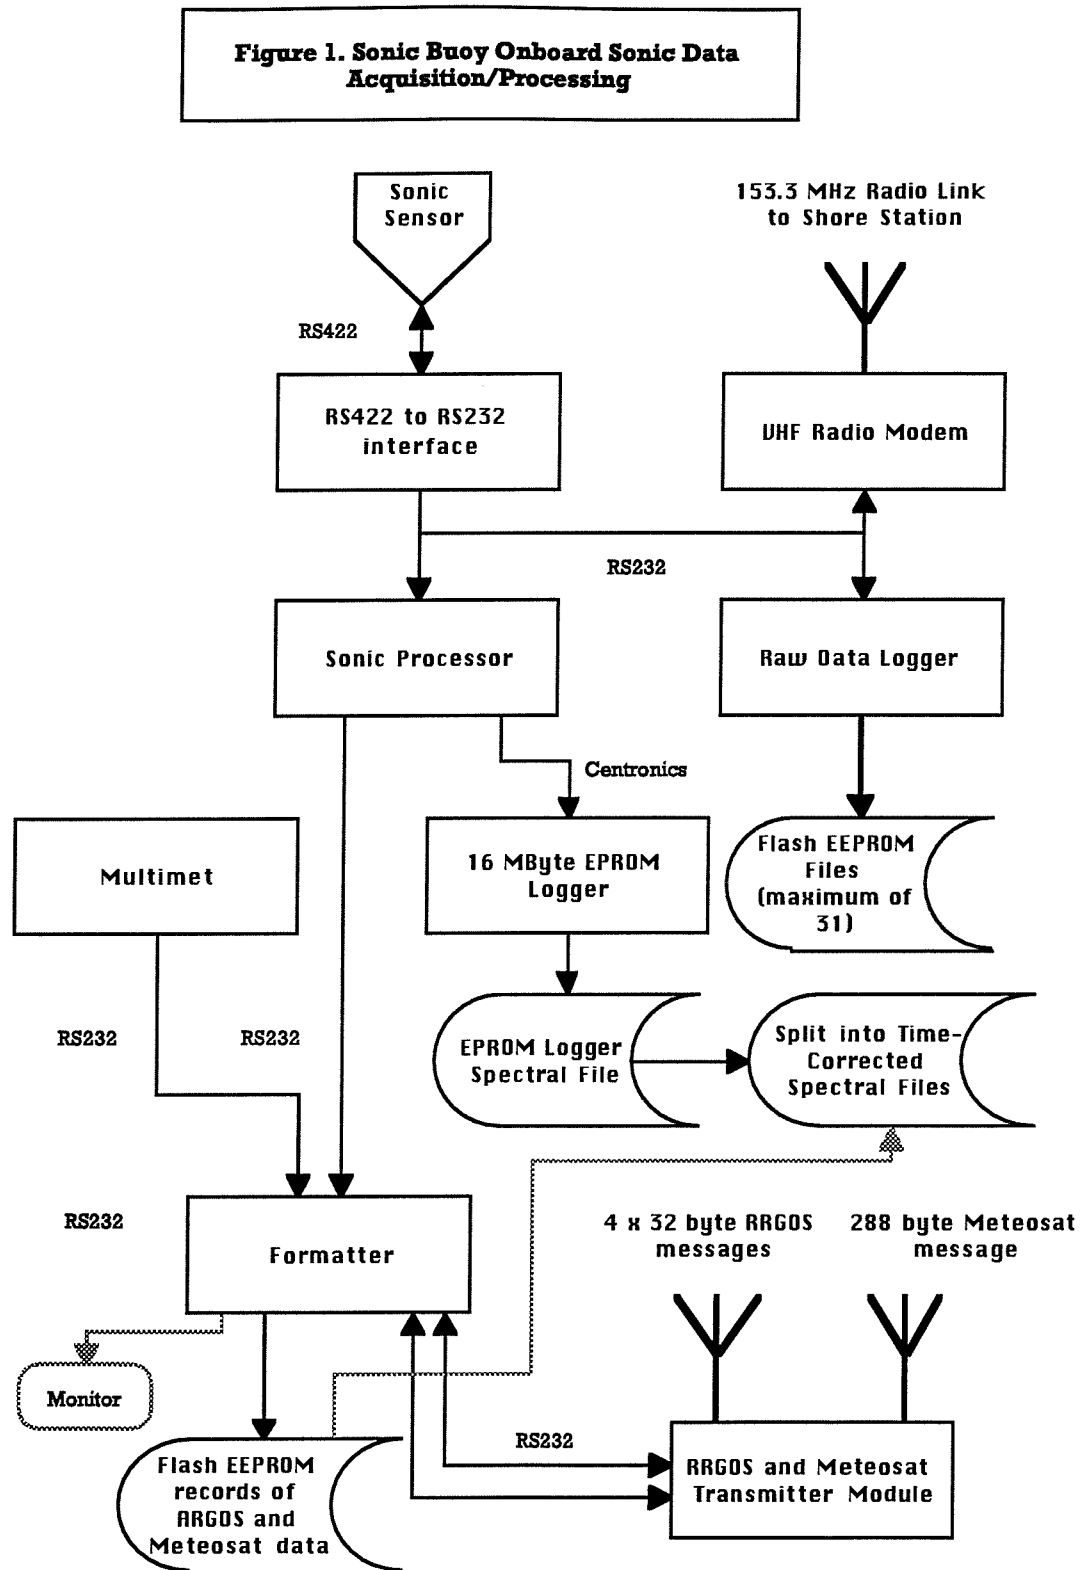 Figure 1. Sonic Buoy Onboard Sonic Data
Acquisition/Processing
Sonic
Sensor
153.3 MHz Radio Link
to Shore Station
RS422
RS422 to RS232
interface
VHF Radio Modem
RS232
Sonic Processor
Raw Data Logger
Centronics
Multimet
16 MByte EPROM
Logger
Flash EEPROM
Files
(maximum of
31)
RS232
RS232
EPROM Logger
Spectral File
Split into Time-
Corrected
Spectral Files
RS232
Formatter
4 x 32 byte RRGOS
messages
288 byte Meteosat
message
Monitor
RS232
Flash EEPROM
records of
ARGOS and
Meteosat data
RRGOS and Meteosat
Transmitter Module